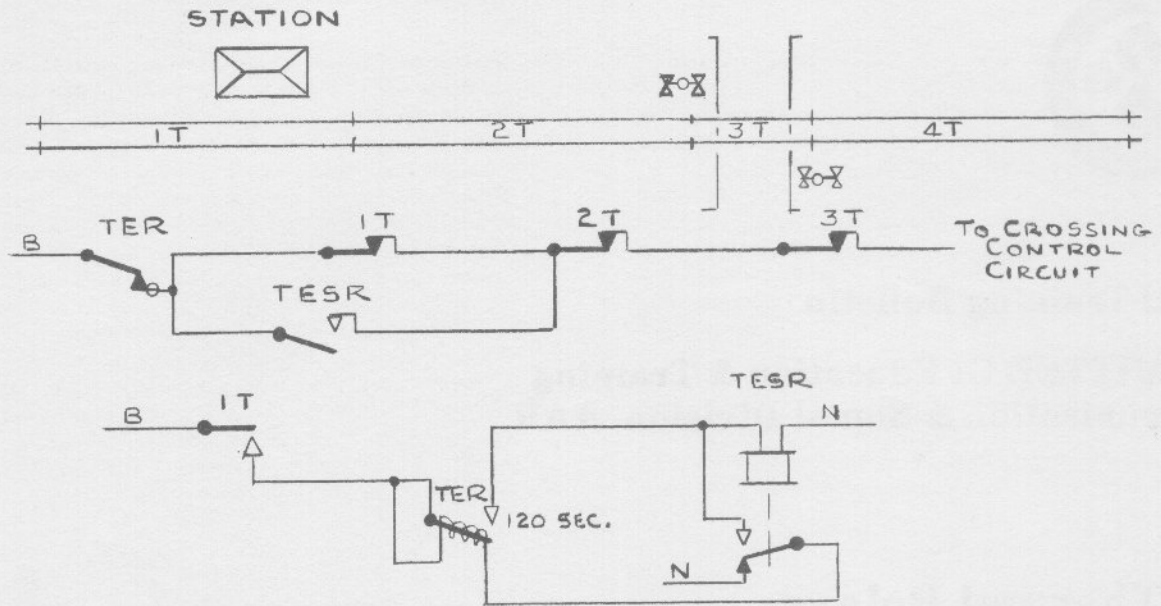 STATION
1T
2T
3T
4T
TER
1T
2T
3T
B
TO CROSSING
CONTROL
CIRCUIT
TESR
TESR
B
1T
N
TER
120 SEC.
N